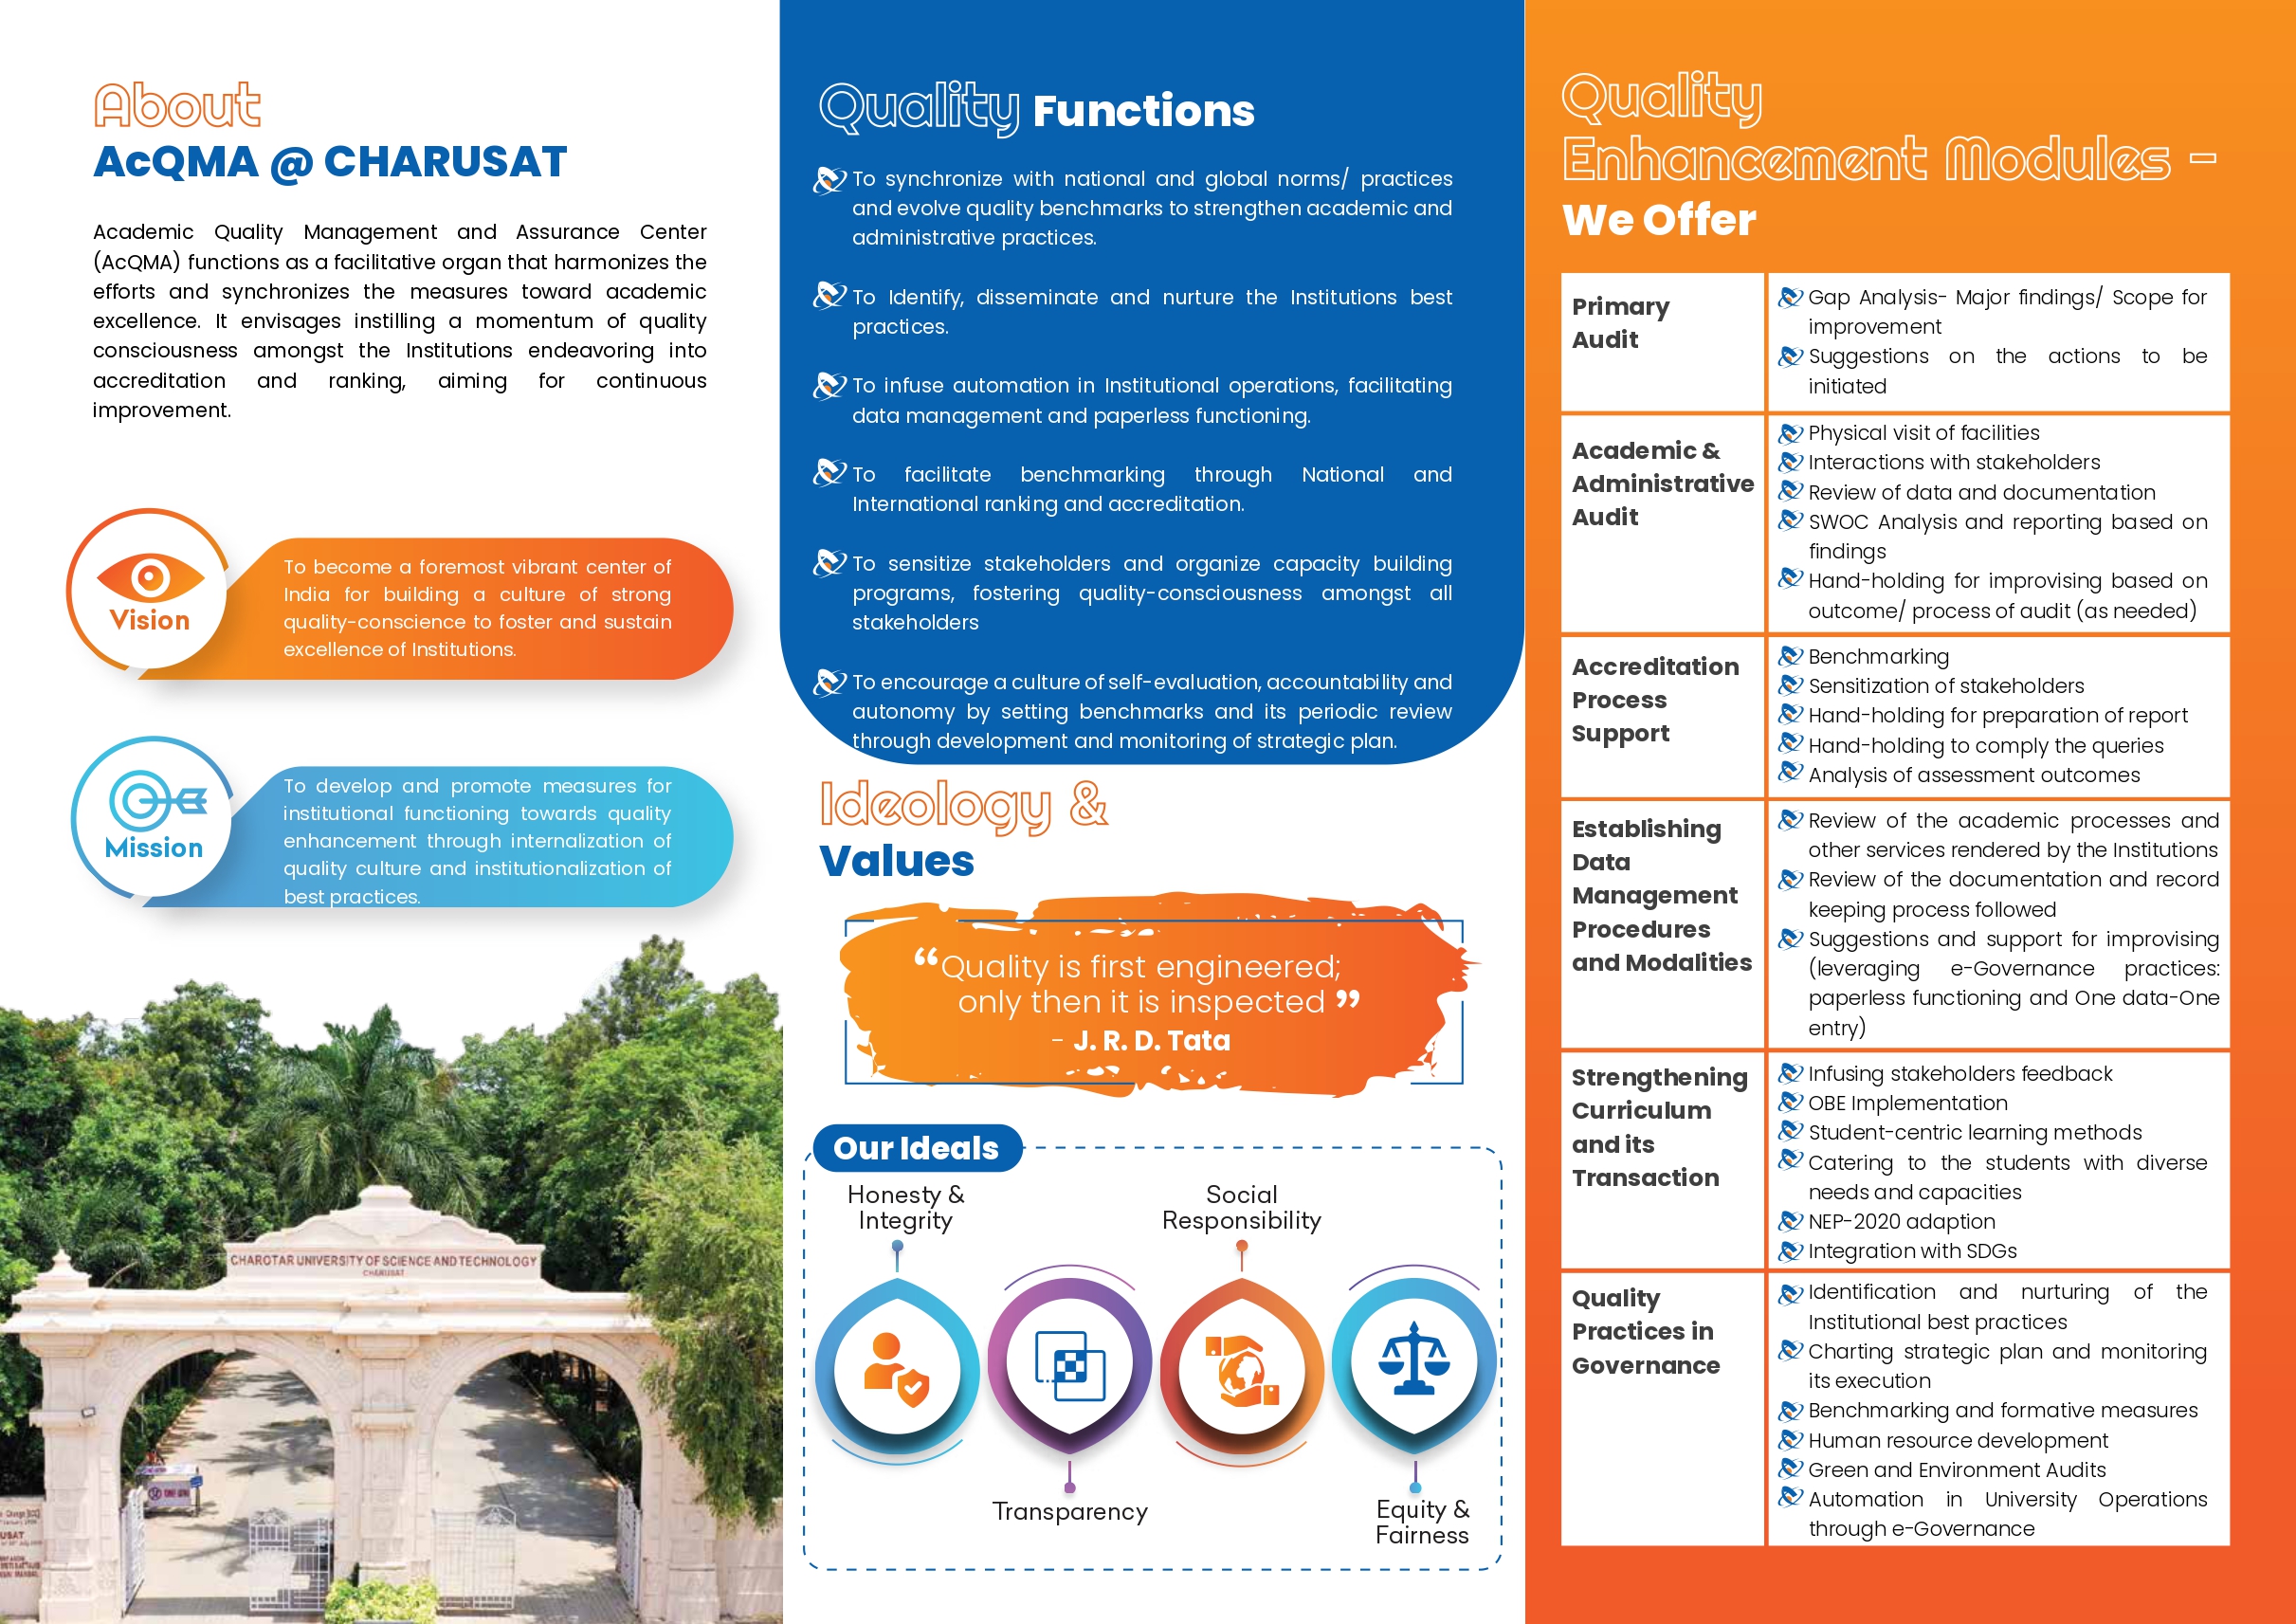 About
AcQMA @ CHARUSAT
Academic Quality Management and Assurance Center
(AcQMA) functions as a facilitative organ that harmonizes the
efforts and synchronizes the measures toward academic
excellence. It envisages instilling a momentum of quality
consciousness amongst the Institutions endeavoring into
accreditation and ranking, aiming for continuous
improvement.
Vision
To become a foremost vibrant center of
India for building a culture of strong
quality-conscience to foster and sustain
excellence of Institutions.
Mission
To develop and promote measures for
institutional functioning towards quality
enhancement through internalization of
quality culture and institutionalization of
best practices.
CHAROTAR UNIVERSITY OF SCIENCE AND TECHNOLOGY
CHARUSAT
Quality Functions
To synchronize with national and global norms/ practices
and evolve quality benchmarks to strengthen academic and
administrative practices.
To Identify, disseminate and nurture the Institutions best
practices.
To infuse automation in Institutional operations, facilitating
data management and paperless functioning.
To facilitate benchmarking through National and
International ranking and accreditation.
To sensitize stakeholders and organize capacity building
programs, fostering quality-consciousness amongst all
stakeholders
To encourage a culture of self-evaluation, accountability and
autonomy by setting benchmarks and its periodic review
through development and monitoring of strategic plan.
Ideology &
Values
“Quality is first engineered;
only then it is inspected ”
- J. R. D. Tata
Our Ideals
Honesty &
Integrity
Transparency
Social
Responsibility
Equity &
Fairness
Quality
Enhancement Modules -
We Offer
Primary
Audit
Gap Analysis- Major findings/ Scope for
improvement
Suggestions on the actions to be
initiated
Academic &
Administrative
Audit
Physical visit of facilities
Interactions with stakeholders
Review of data and documentation
SWOC Analysis and reporting based on
findings
Hand-holding for improvising based on
outcome/ process of audit (as needed)
Accreditation
Process
Support
Benchmarking
Sensitization of stakeholders
Hand-holding for preparation of report
Hand-holding to comply the queries
Analysis of assessment outcomes
Establishing
Data
Management
Procedures
and Modalities
Review of the academic processes and
other services rendered by the Institutions
Review of the documentation and record
keeping process followed
Suggestions and support for improvising
(leveraging e-Governance practices:
paperless functioning and One data-One
entry)
Strengthening
Curriculum
and its
Transaction
Infusing stakeholders feedback
OBE Implementation
Student-centric learning methods
Catering to the students with diverse
needs and capacities
NEP-2020 adaption
Integration with SDGs
Quality
Practices in
Governance
Identification and nurturing of the
Institutional best practices
Charting strategic plan and monitoring
its execution
Benchmarking and formative measures
Human resource development
Green and Environment Audits
Automation in University Operations
through e-Governance